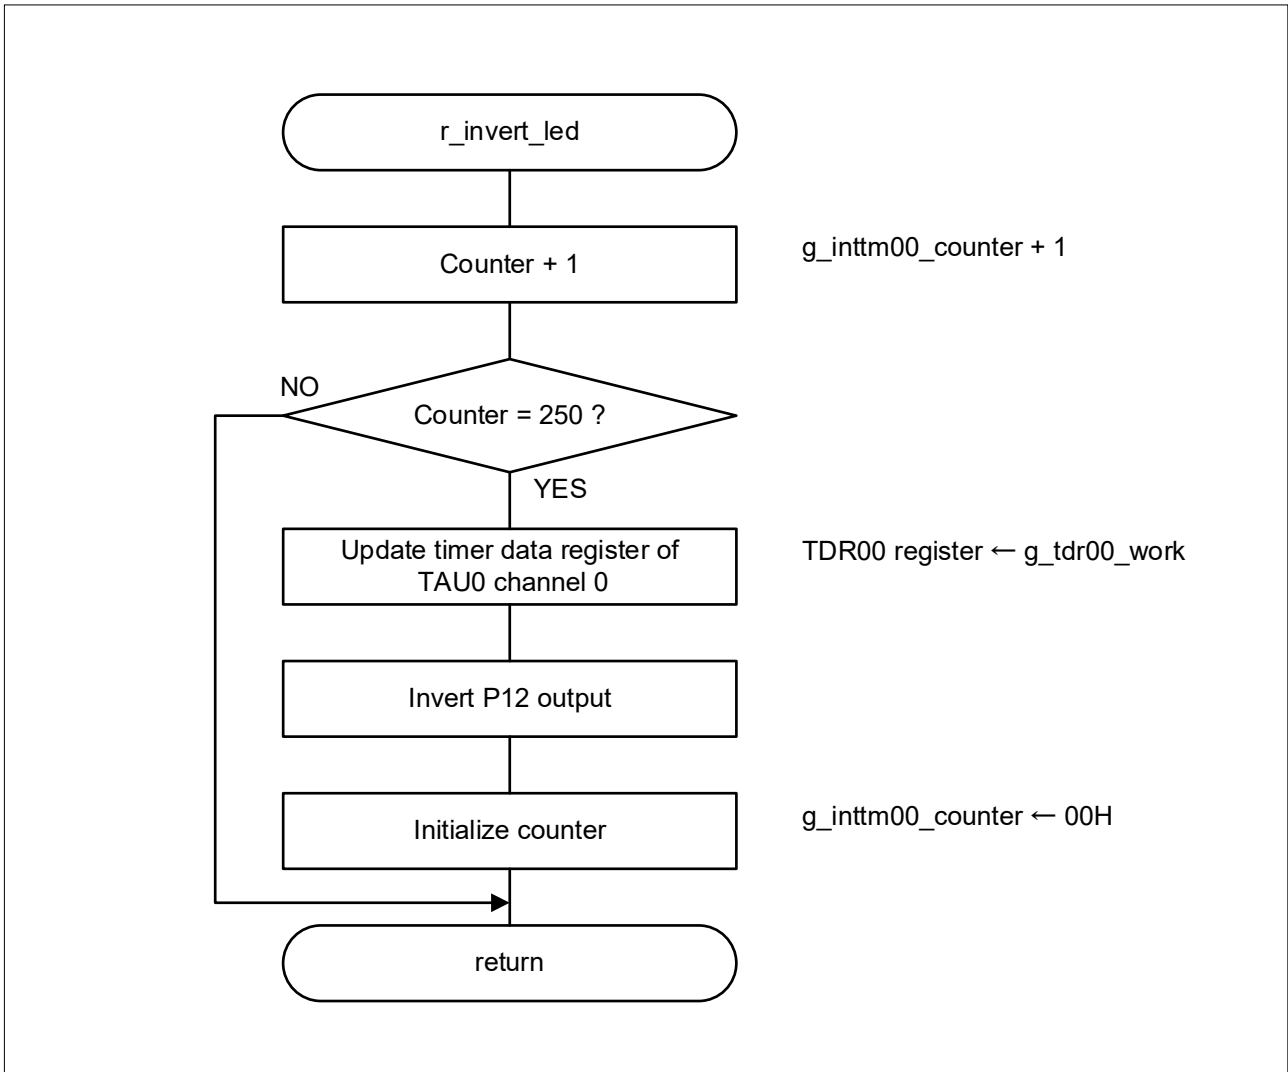 r_invert_led
Counter + 1
g_inttm00_counter + 1
NO
Counter = 250 ?
YES
Update timer data register of
TAU0 channel 0
TDR00 register ← g_tdr00_work
Invert P12 output
Initialize counter
g_inttm00_counter ← 00H
return